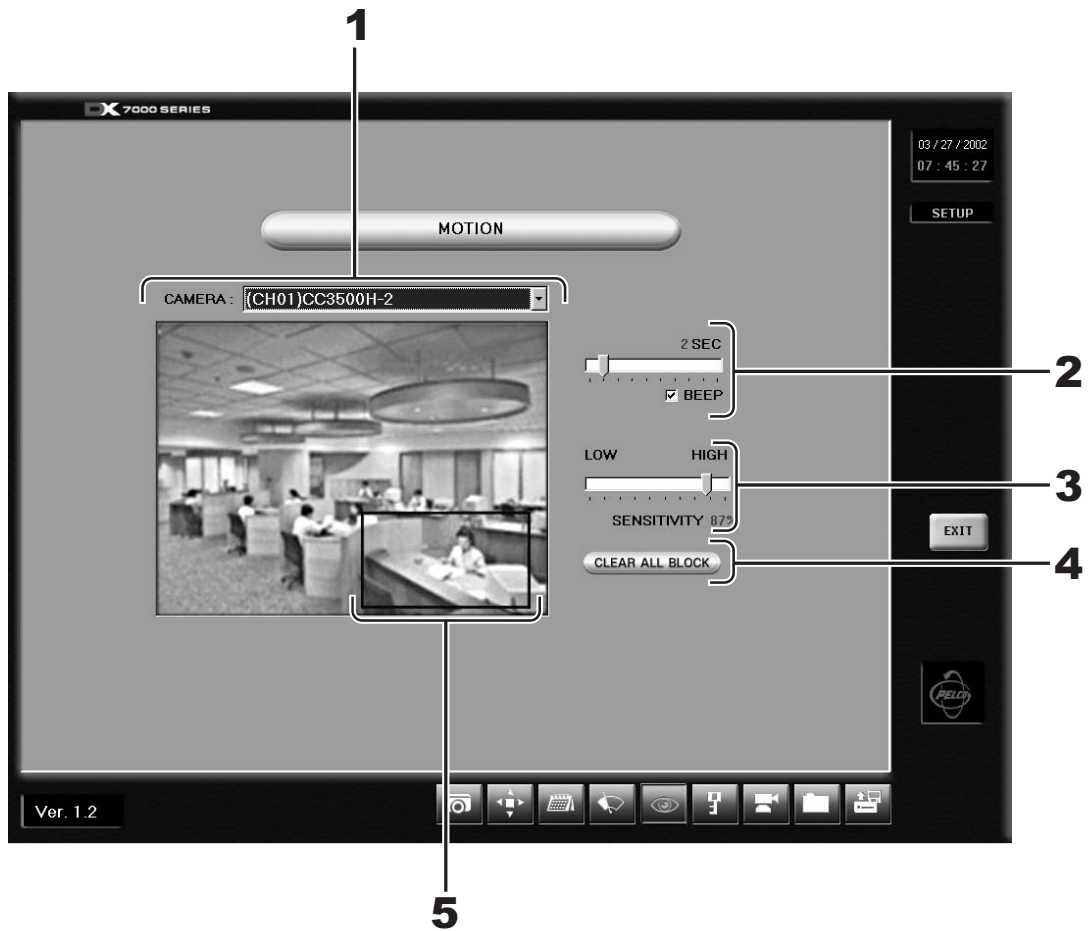 1
DX 7000 SERIES
03 / 27 / 2002
07 : 45 : 27
SETUP
MOTION
CAMERA : (CH01)CC3500H-2
2 SEC
2
BEEP
LOW HIGH
3
SENSITIVITY 87%
EXIT
CLEAR ALL BLOCK
4
PELCO
Ver. 1.2
5